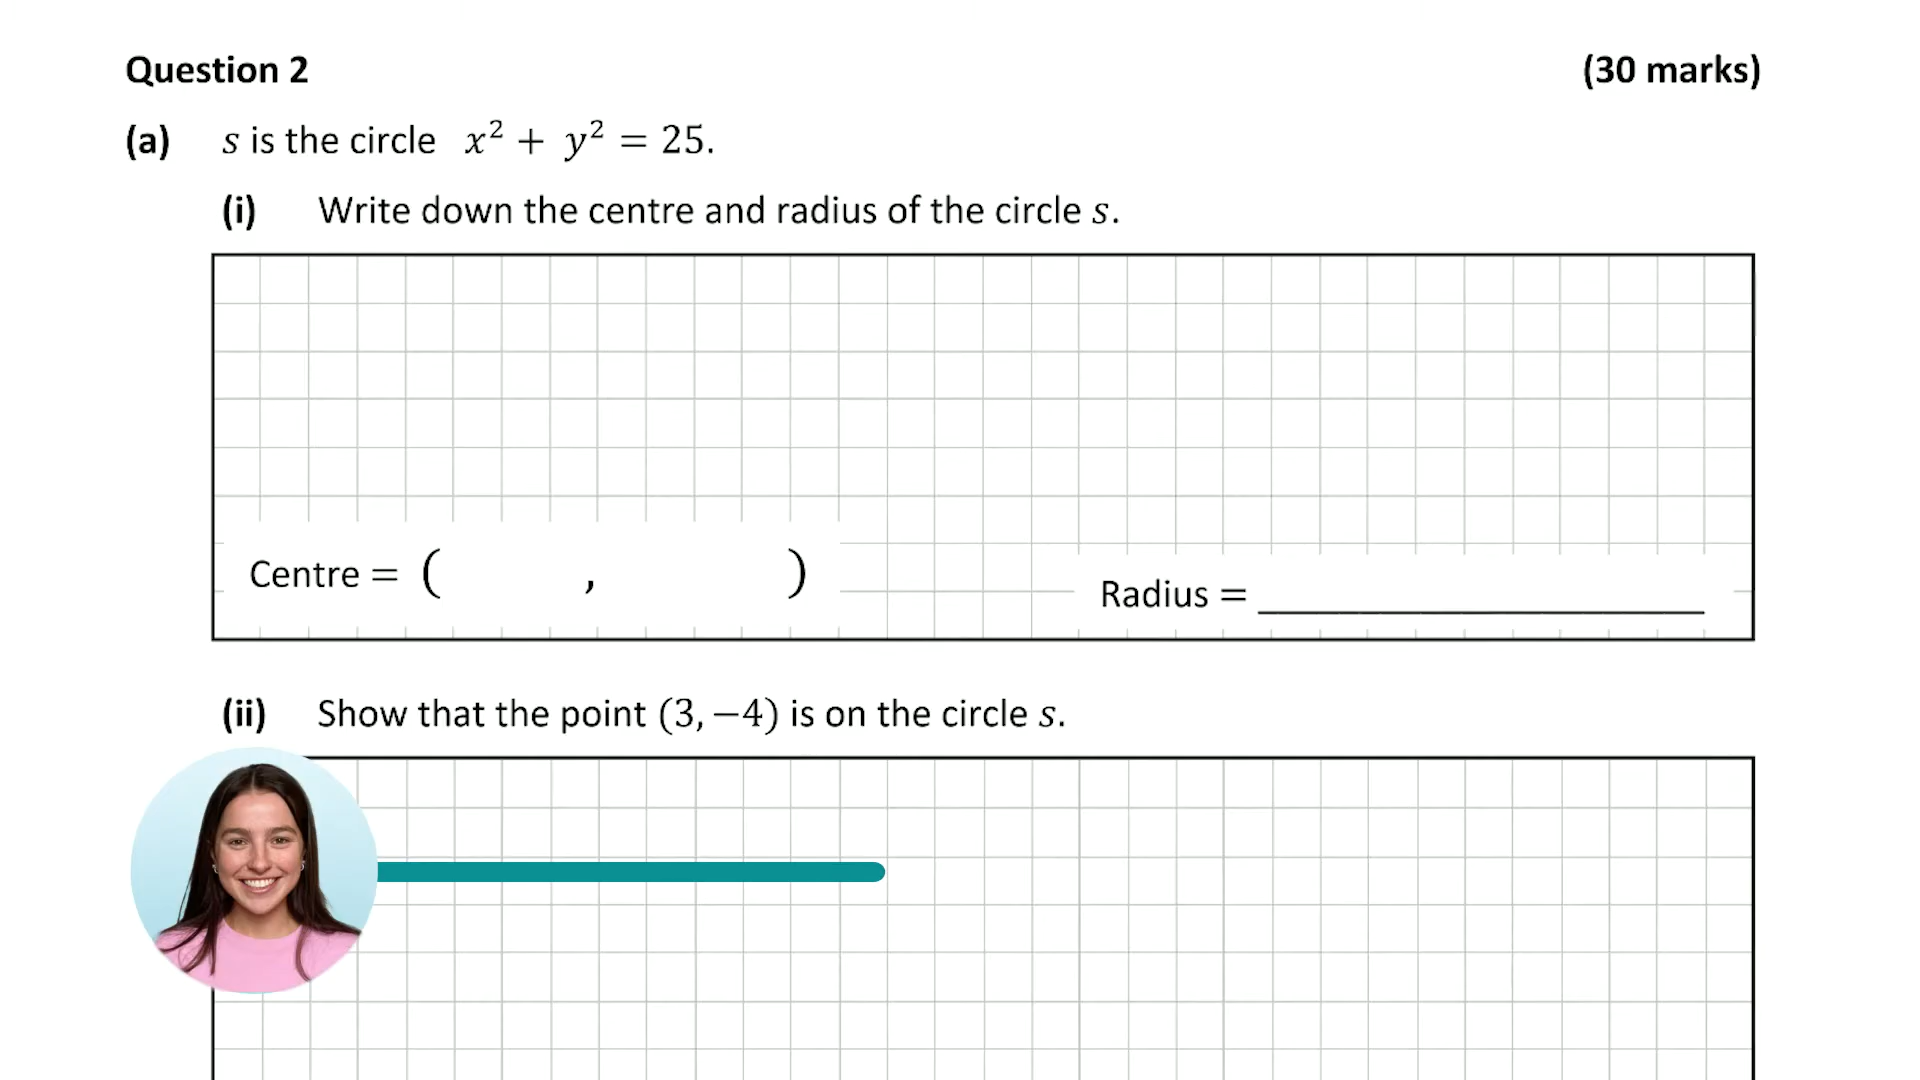 Question 2 (30 marks)
(a) s is the circle x² + y² = 25.
(i) Write down the centre and radius of the circle s.
Centre = ( , ) Radius = ________
(ii) Show that the point (3, −4) is on the circle s.